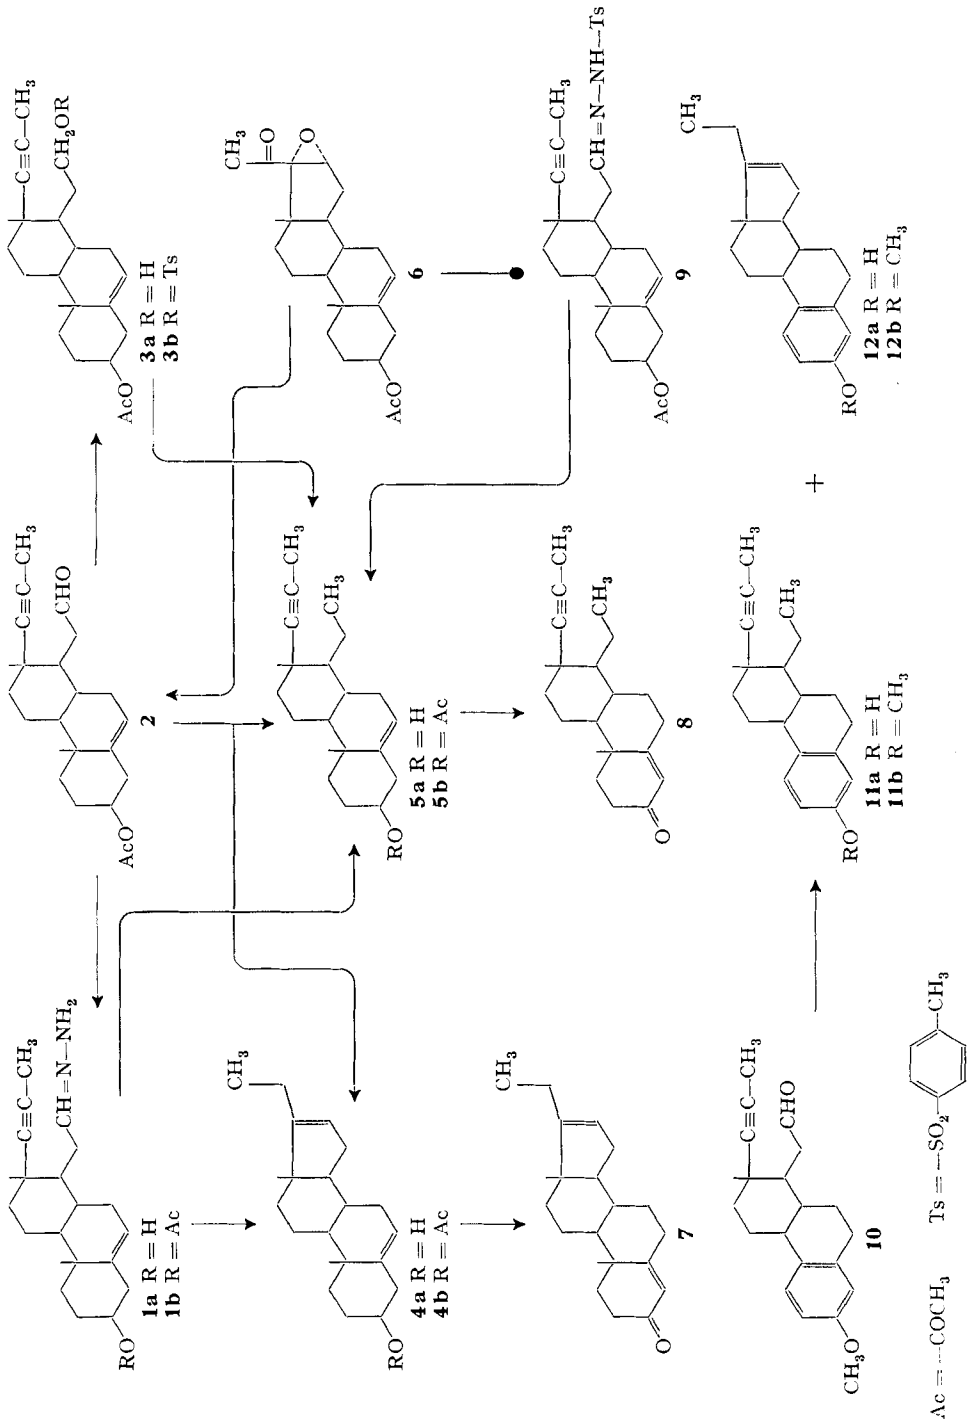 C≡C—CH₃
CH=N—NH₂
RO
1a R = H
1b R = Ac
C≡C—CH₃
CHO
AcO
2
C≡C—CH₃
CH₂OR
AcO
3a R = H
3b R = Ts
CH₃
RO
4a R = H
4b R = Ac
C≡C—CH₃
CH₃
RO
5a R = H
5b R = Ac
CH₃
C=O
O
AcO
6
CH₃
O
7
C≡C—CH₃
CH₃
O
8
C≡C—CH₃
CH=N—NH—Ts
AcO
9
C≡C—CH₃
CHO
CH₃O
10
C≡C—CH₃
CH₃
RO
11a R = H
11b R = CH₃
+
CH₃
RO
12a R = H
12b R = CH₃
Ac = —COCH₃
Ts = —SO₂ —CH₃